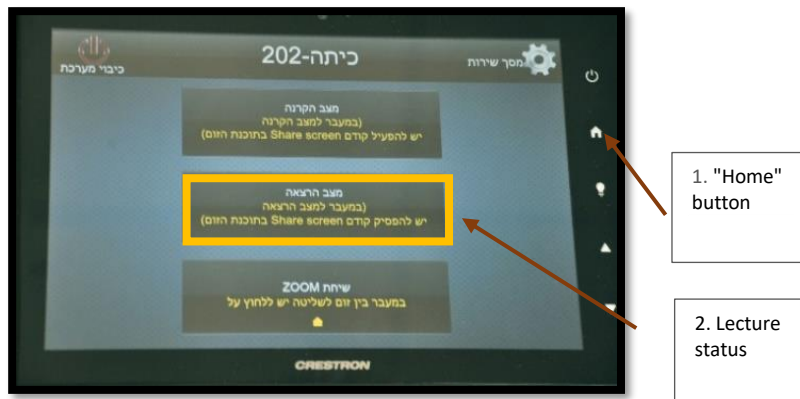 כיבוי מערכת
כיתה-202
מסך שירות
מצב הקרנה
(במעבר למצב הקרנה
יש להפעיל קודם Share screen בתוכנת הזום)
מצב הרצאה
(במעבר למצב הרצאה
יש להפסיק קודם Share screen בתוכנת הזום)
שיחת ZOOM
במעבר בין זום לשליטה יש ללחוץ על
CRESTRON
1. "Home"
button
2. Lecture
status